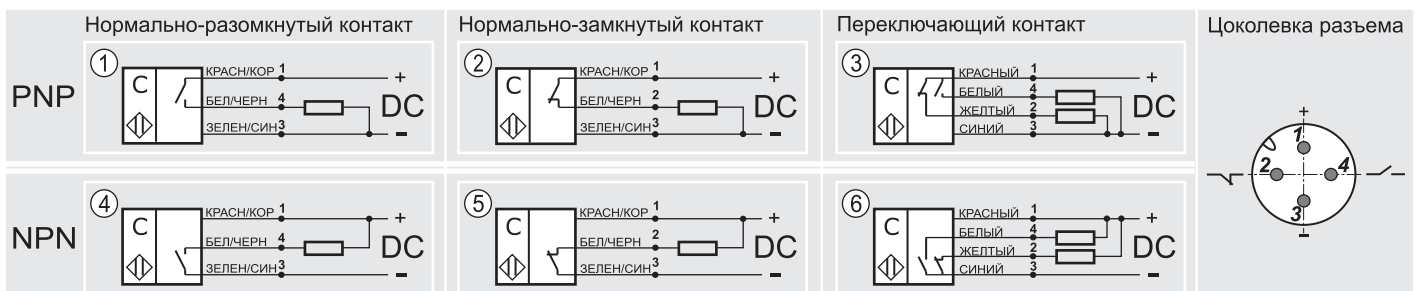 Нормально-разомкнутый контакт
Нормально-замкнутый контакт
Переключающий контакт
Цоколевка разъема
PNP
1
C
КРАСН/КОР 1
+
БЕЛ/ЧЕРН 4
DC
ЗЕЛЕН/СИН 3
-
2
C
КРАСН/КОР 1
+
БЕЛ/ЧЕРН 2
DC
ЗЕЛЕН/СИН 3
-
3
C
КРАСНЫЙ 1
+
БЕЛЫЙ 4
DC
ЖЕЛТЫЙ 2
СИНИЙ 3
-
NPN
4
C
КРАСН/КОР 1
+
БЕЛ/ЧЕРН 4
DC
ЗЕЛЕН/СИН 3
-
5
C
КРАСН/КОР 1
+
БЕЛ/ЧЕРН 2
DC
ЗЕЛЕН/СИН 3
-
6
C
КРАСНЫЙ 1
+
БЕЛЫЙ 4
DC
ЖЕЛТЫЙ 2
СИНИЙ 3
-
+
1
2
4
3
-